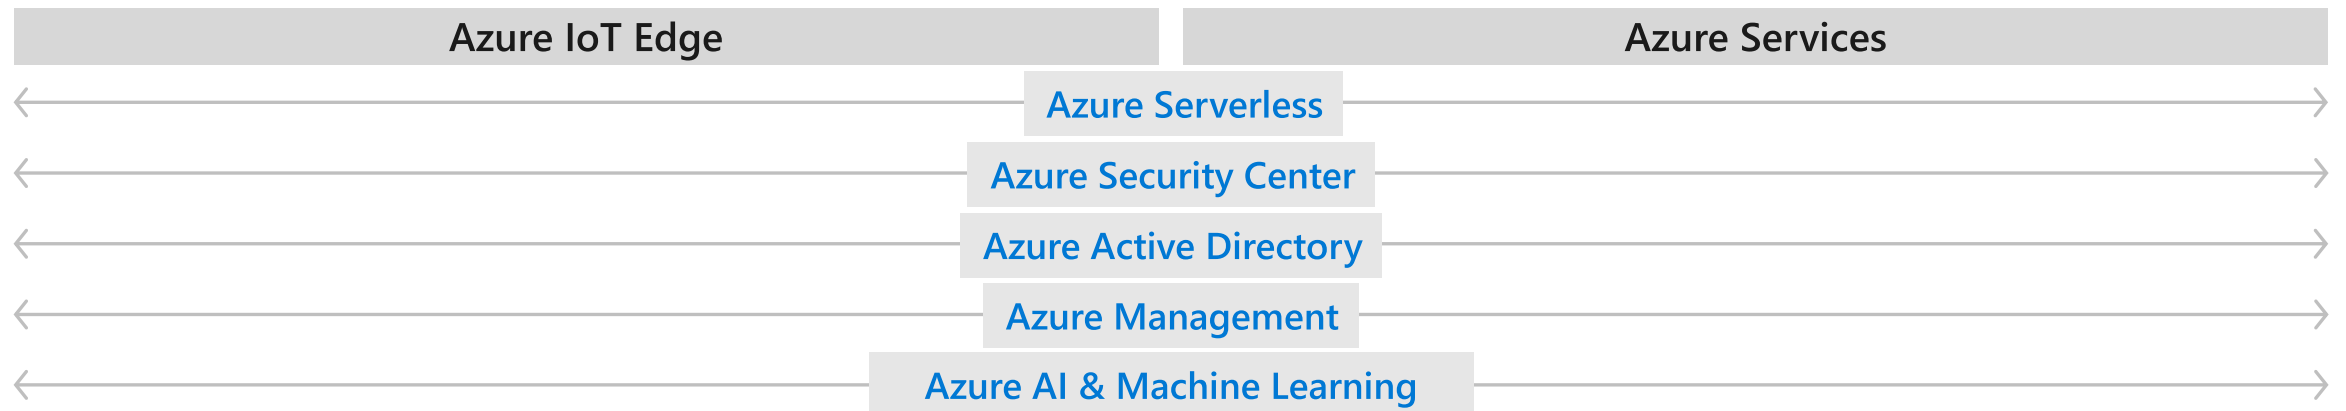 Azure IoT Edge
Azure Services
Azure Serverless
Azure Security Center
Azure Active Directory
Azure Management
Azure AI & Machine Learning